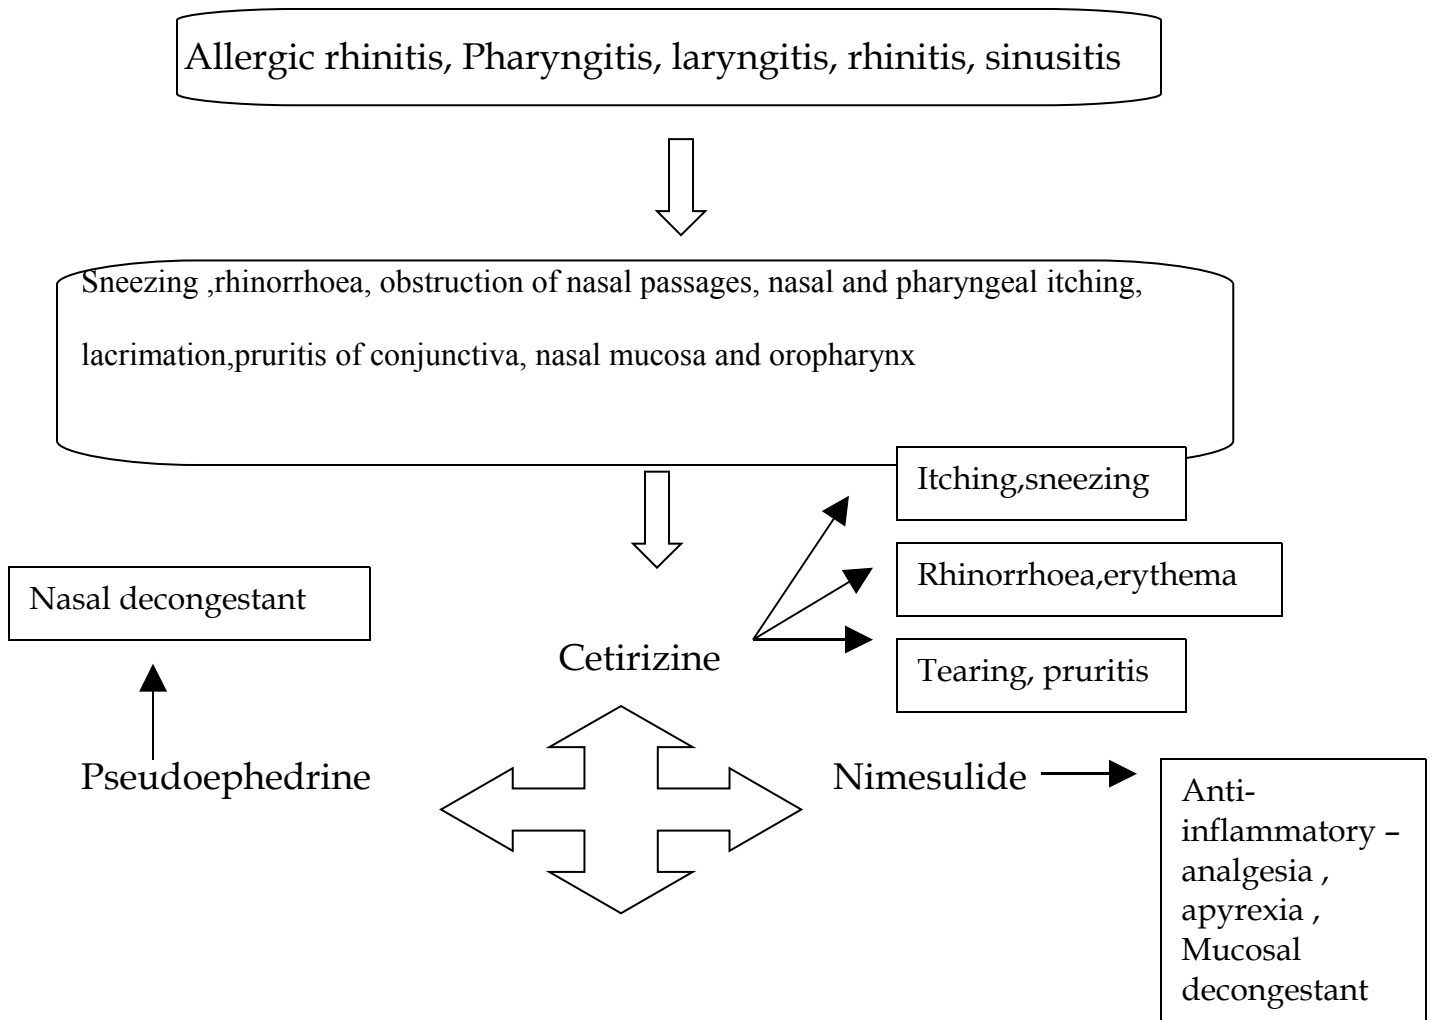 Allergic rhinitis, Pharyngitis, laryngitis, rhinitis, sinusitis
Sneezing ,rhinorrhoea, obstruction of nasal passages, nasal and pharyngeal itching,
lacrimation,pruritis of conjunctiva, nasal mucosa and oropharynx
Itching,sneezing
Rhinorrhoea,erythema
Nasal decongestant
Cetirizine
Tearing, pruritis
Pseudoephedrine
Nimesulide
Anti-
inflammatory –
analgesia ,
apyrexia ,
Mucosal
decongestant